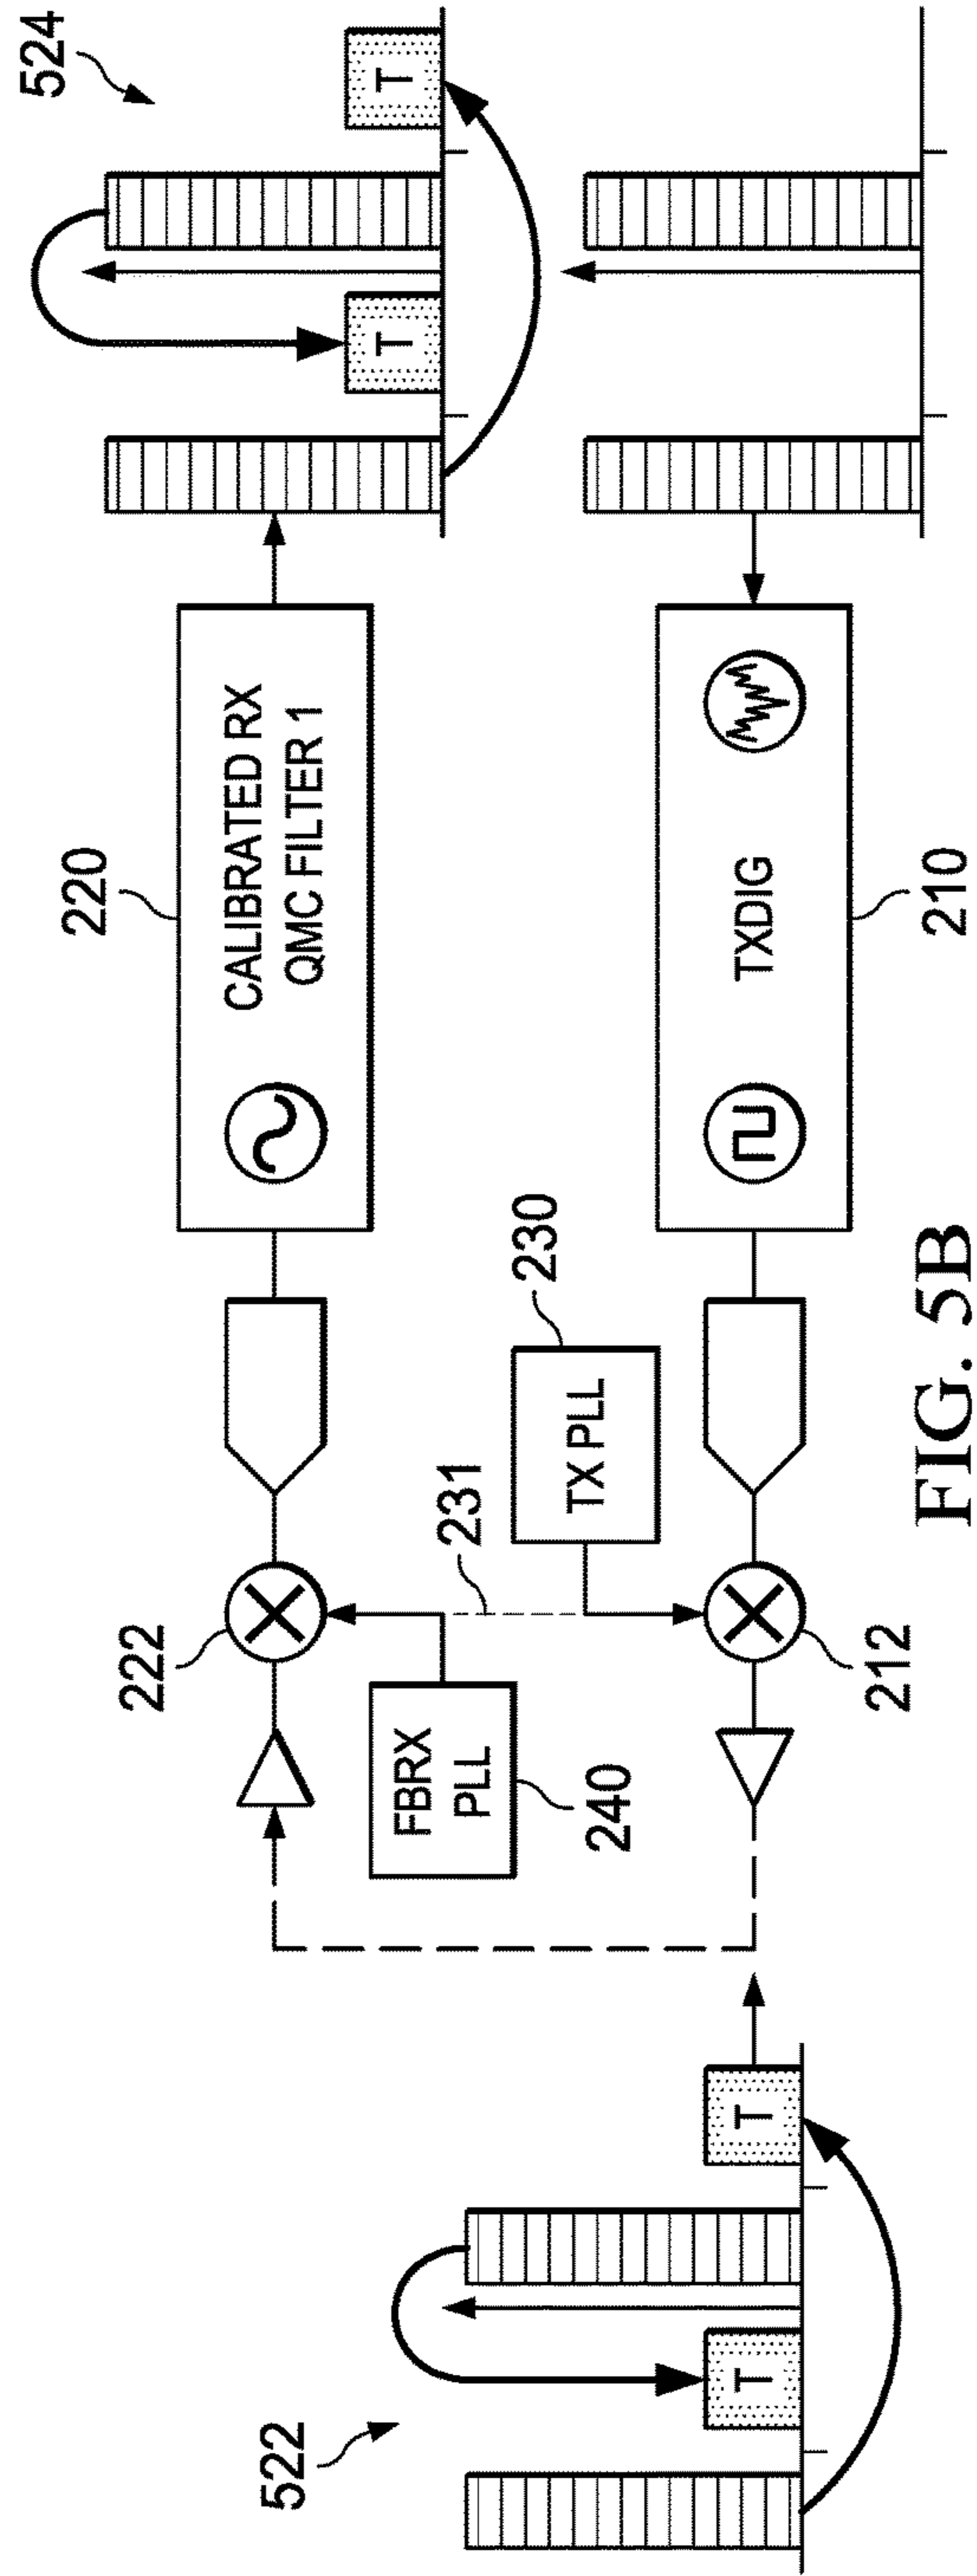 524
T
T
220
CALIBRATED RX
QMC FILTER 1
222
FBRX
PLL
240
231
TX PLL
230
522
T
T
212
TXDIG
210
FIG. 5B